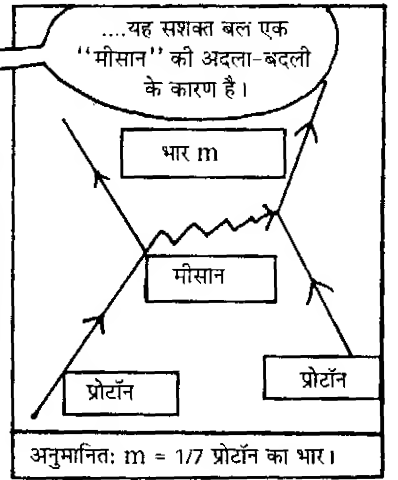 ....यह सशक्त बल एक
“मीसान” की अदला-बदली
के कारण है।
भार m
मीसान
प्रोटॉन
प्रोटॉन
अनुमानित: m = 1/7 प्रोटॉन का भार।